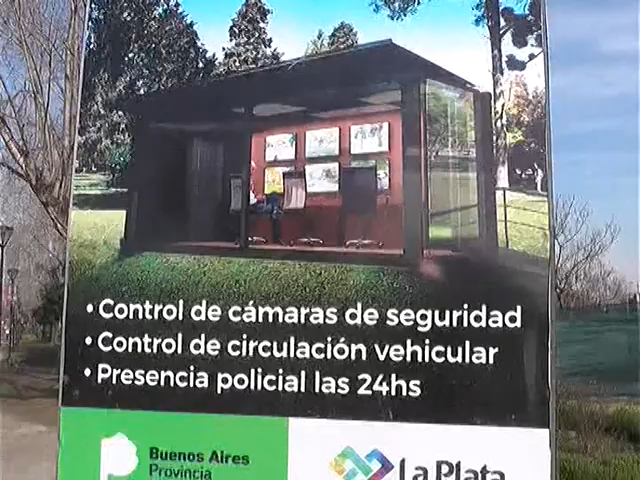 • Control de cámaras de seguridad
• Control de circulación vehicular
• Presencia policial las 24hs
Buenos Aires
Provincia
La Plata